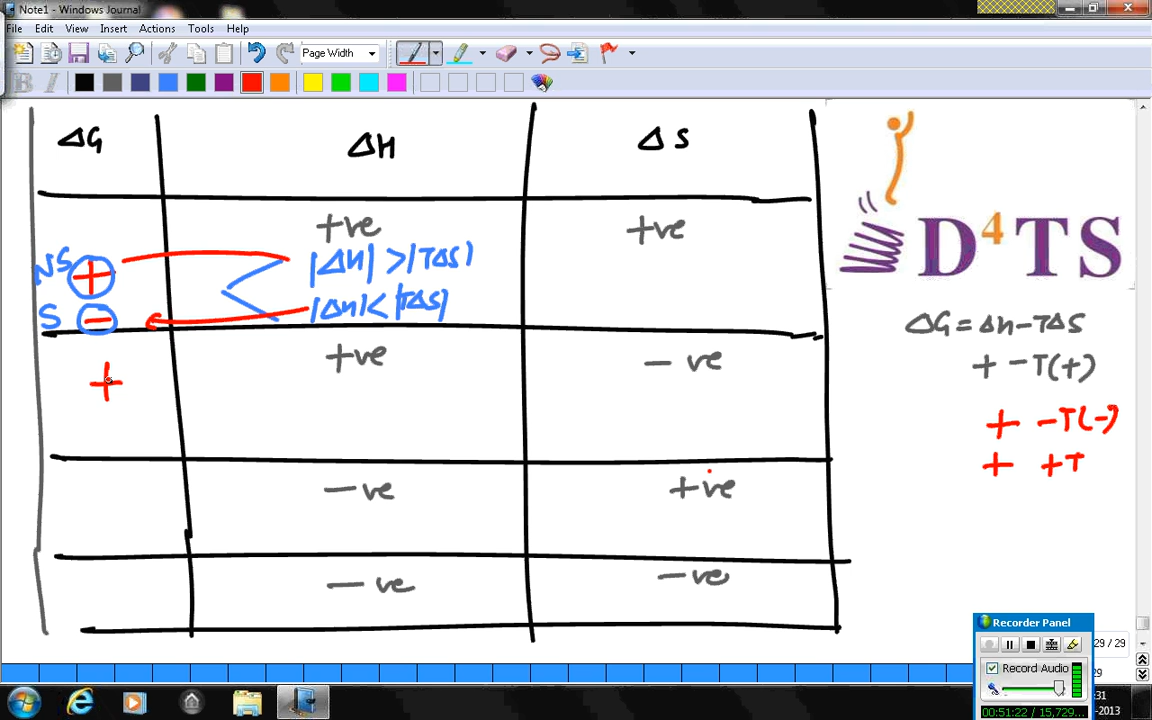 Note1 - Windows Journal
File Edit View Insert Actions Tools Help
Page Width
B I
ΔG ΔH ΔS
+ve +ve
NS + |ΔH| > |TΔS|
S − |ΔH| < |TΔS|
+ +ve − ve
− ve +ve
− ve − ve
D4TS
ΔG = ΔH − TΔS
+ − T(+)
+ − T(−)
+ + T
Recorder Panel
29 / 29
Record Audio
00:51:22 / 15,729...
:31
-2013